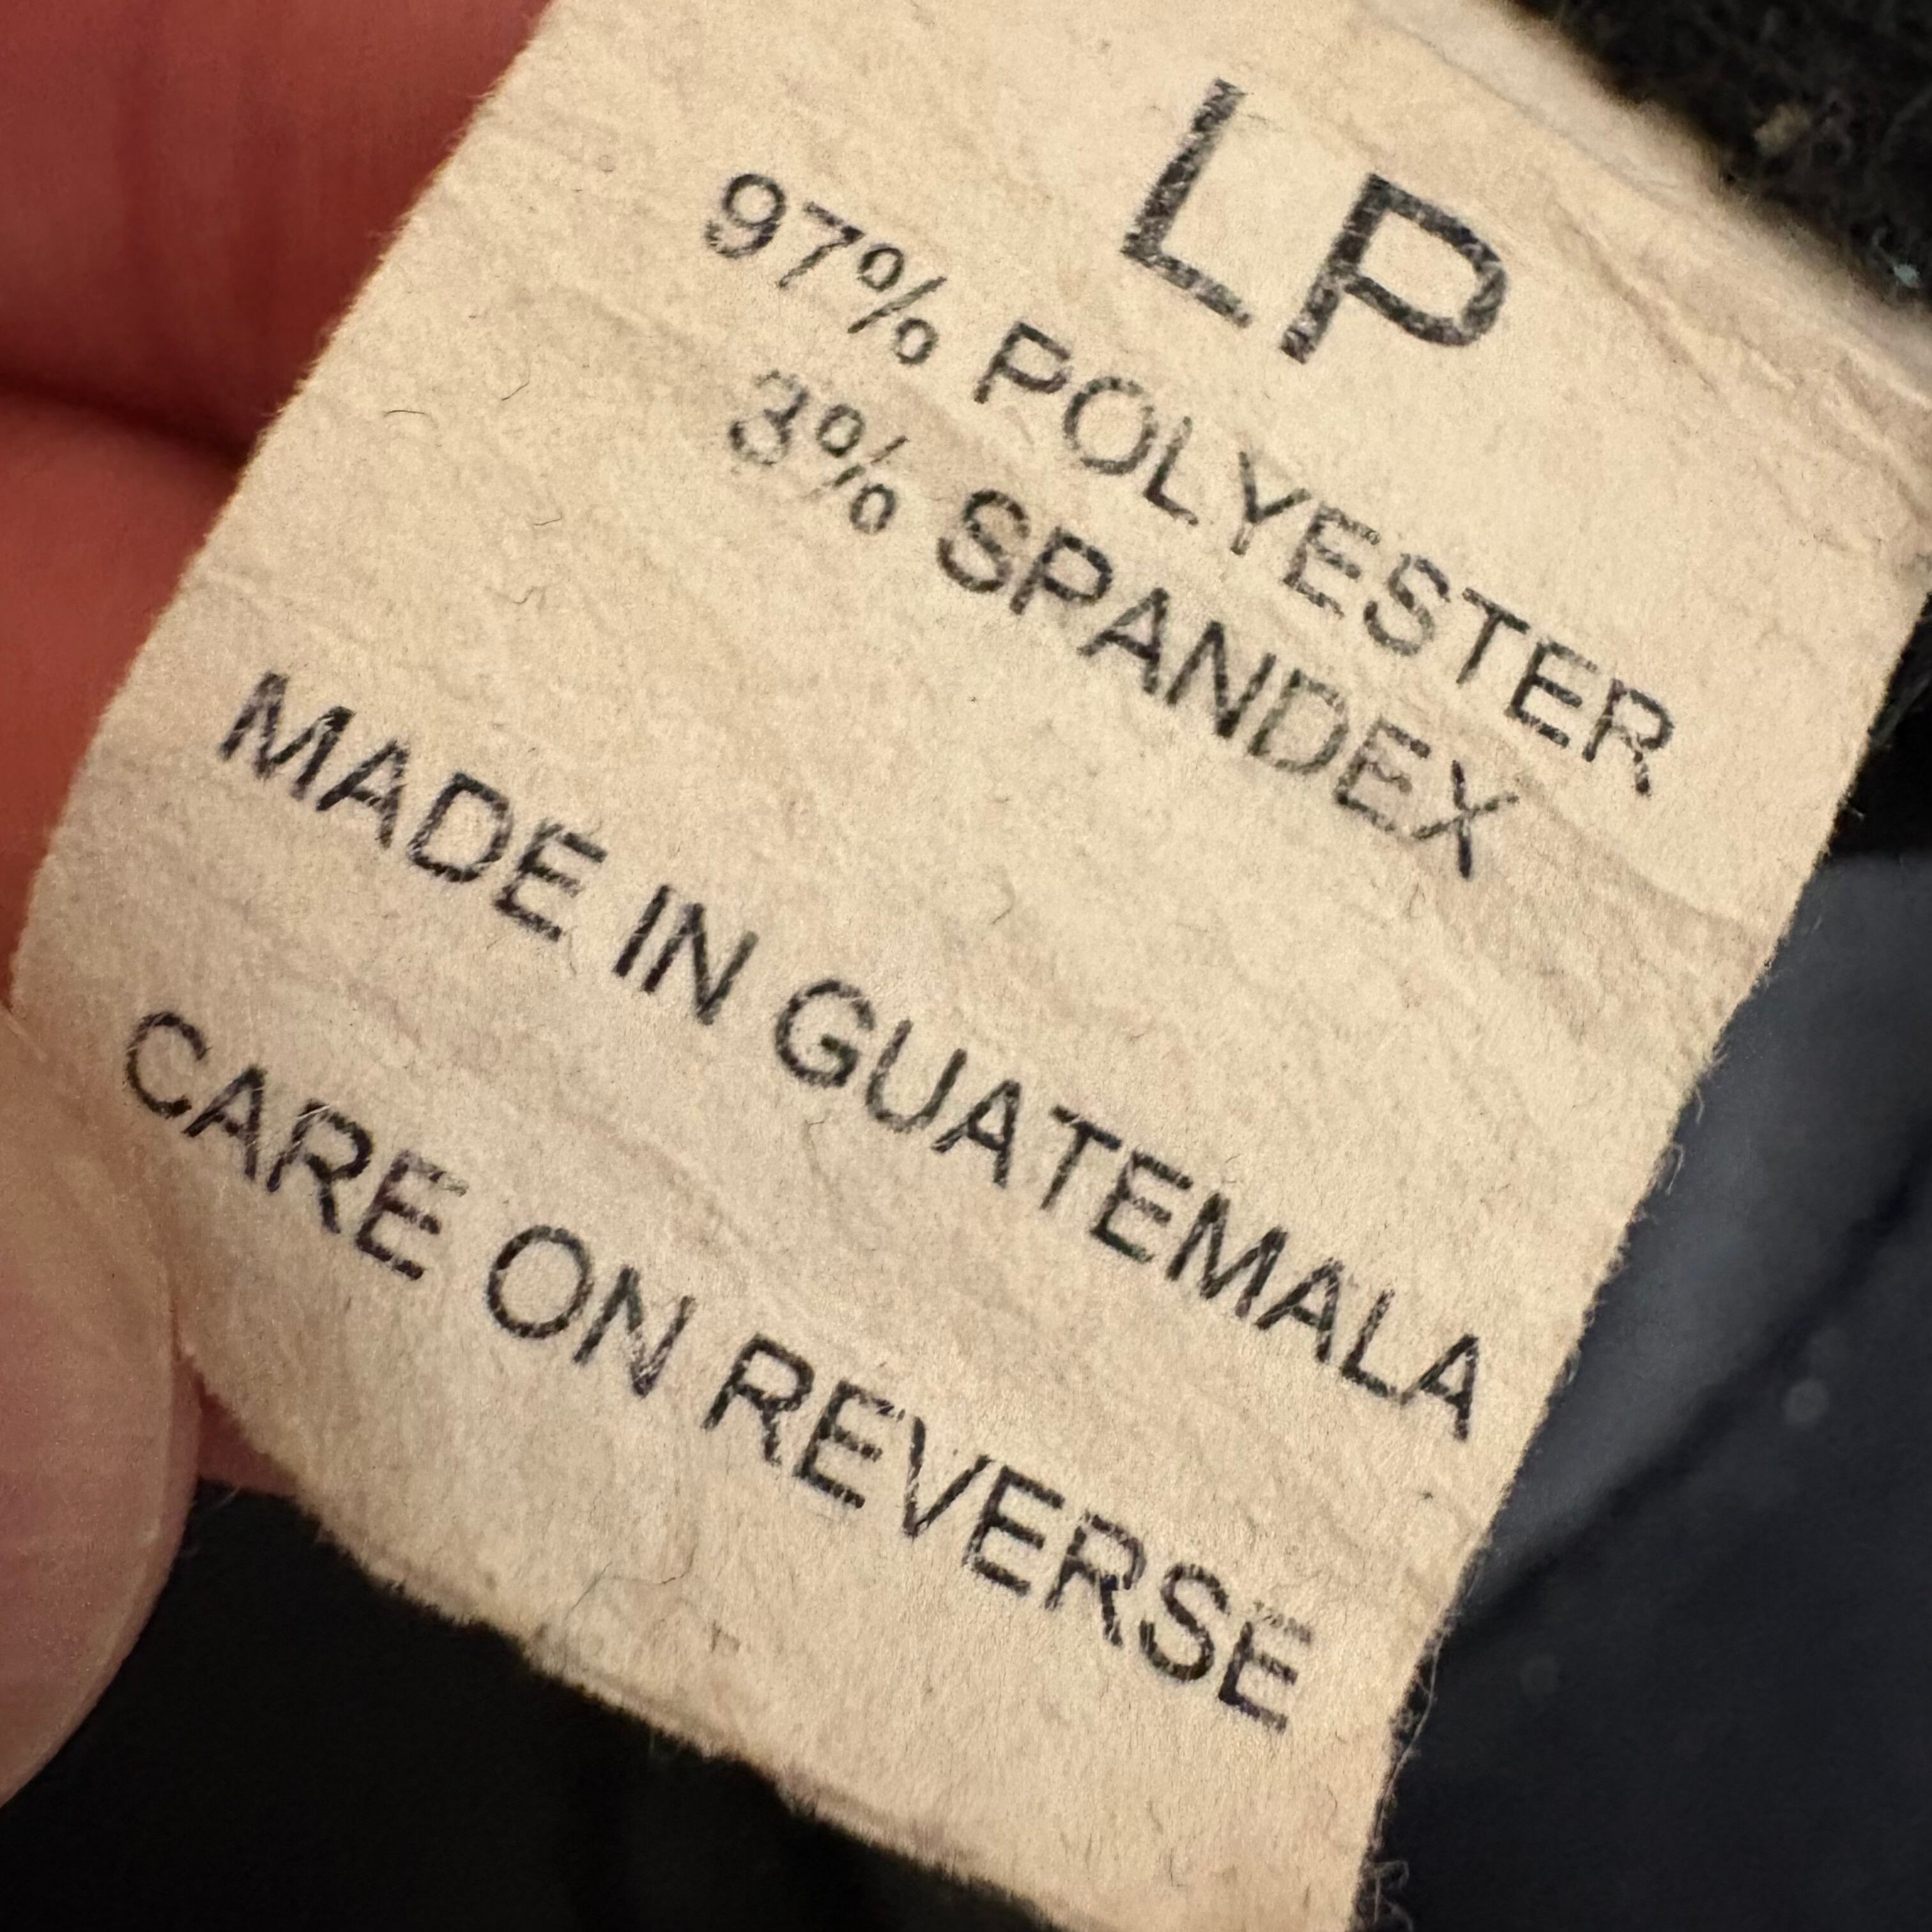 LP
97% POLYESTER
3% SPANDEX
MADE IN GUATEMALA
CARE ON REVERSE